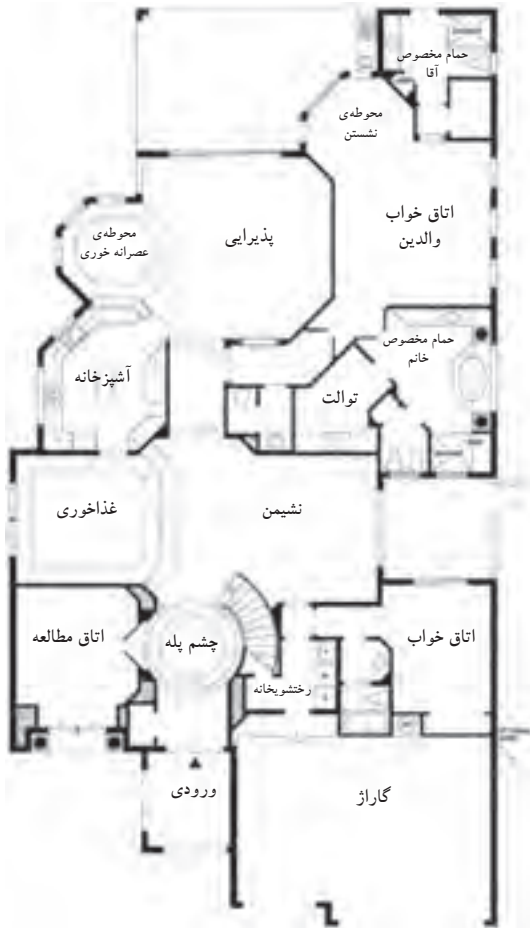 حمام مخصوص
آقا
محوطه‌ی
نشستن
اتاق خواب
والدین
پذیرایی
محوطه‌ی
عصرانه خوری
حمام مخصوص
خانم
آشپزخانه
توالت
نشیمن
غذاخوری
اتاق خواب
چشم پله
اتاق مطالعه
رختشویخانه
ورودی
گاراژ